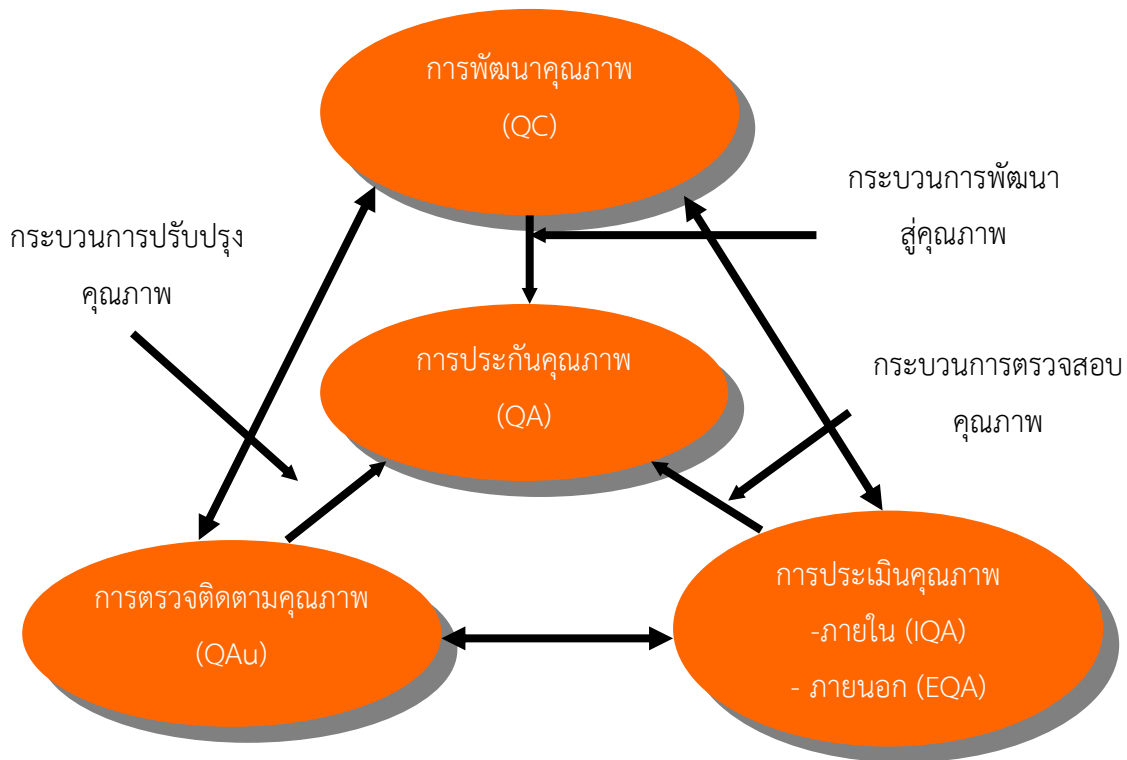 การพัฒนาคุณภาพ
(QC)
กระบวนการพัฒนา
สู่คุณภาพ
กระบวนการปรับปรุง
คุณภาพ
การประกันคุณภาพ
(QA)
กระบวนการตรวจสอบ
คุณภาพ
การตรวจติดตามคุณภาพ
(QAu)
การประเมินคุณภาพ
-ภายใน (IQA)
- ภายนอก (EQA)